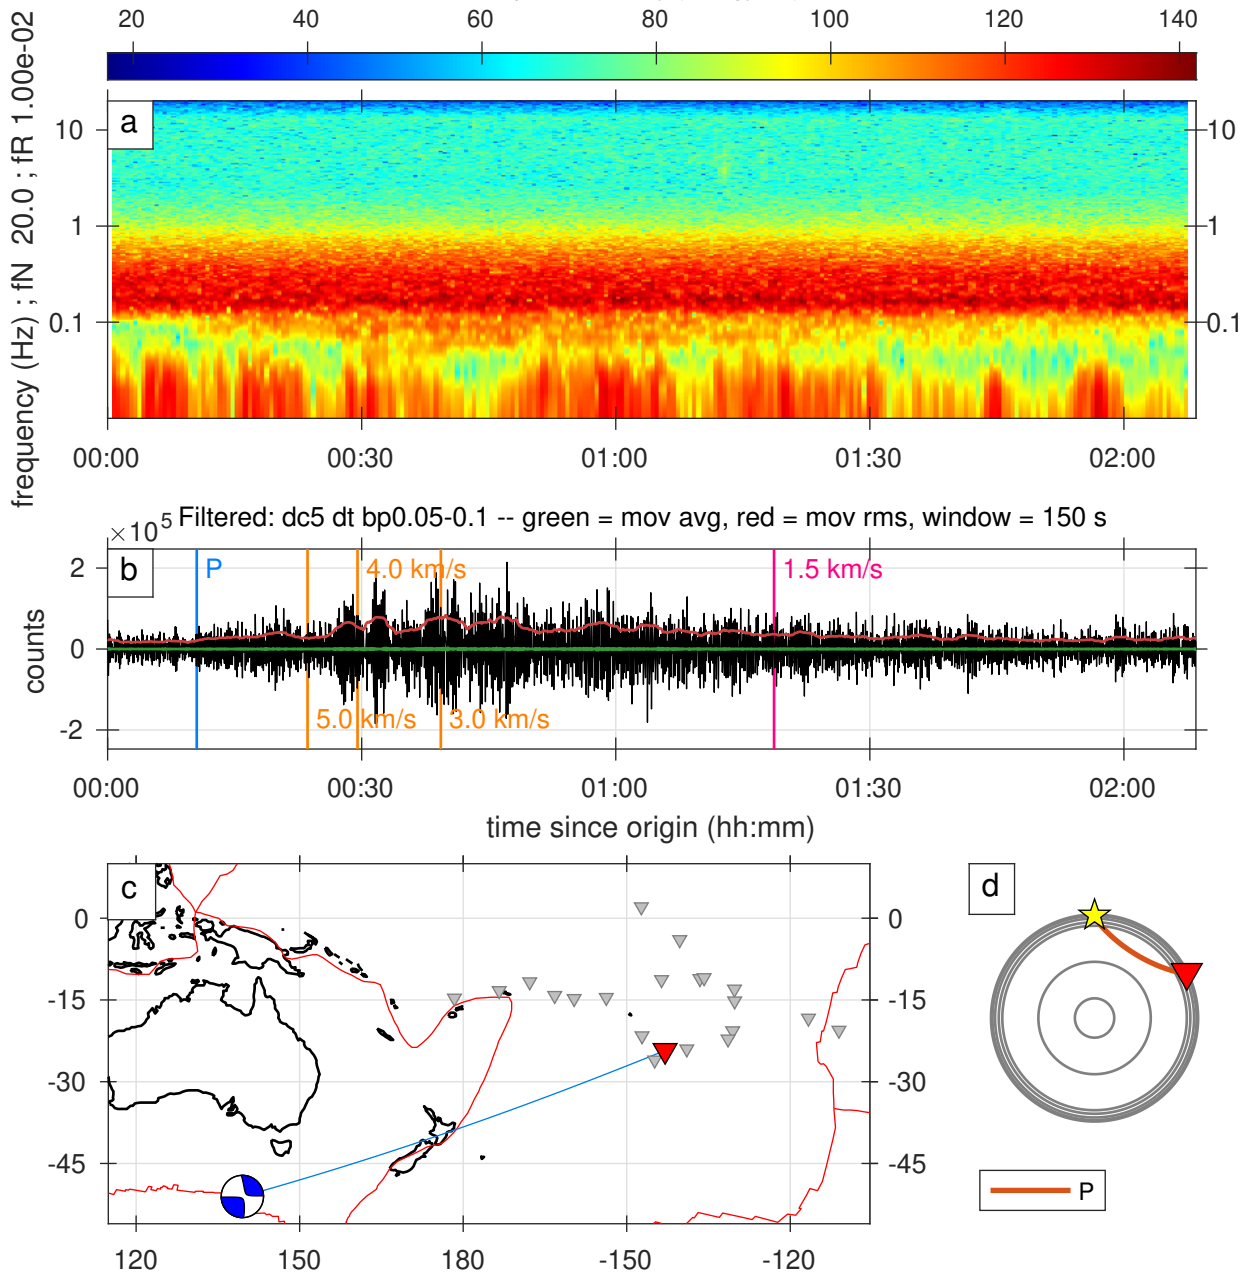 20 40 60 80 100 120 140
frequency (Hz) ; fN 20.0 ; fR 1.00e-02
a
10 10
1 1
0.1 0.1
00:00 00:30 01:00 01:30 02:00
×10^5 Filtered: dc5 dt bp0.05-0.1 -- green = mov avg, red = mov rms, window = 150 s
b
P 4.0 km/s 1.5 km/s
5.0 km/s 3.0 km/s
2
0
-2
counts
00:00 00:30 01:00 01:30 02:00
time since origin (hh:mm)
c
0 0
-15 -15
-30 -30
-45 -45
120 150 180 -150 -120
d
P